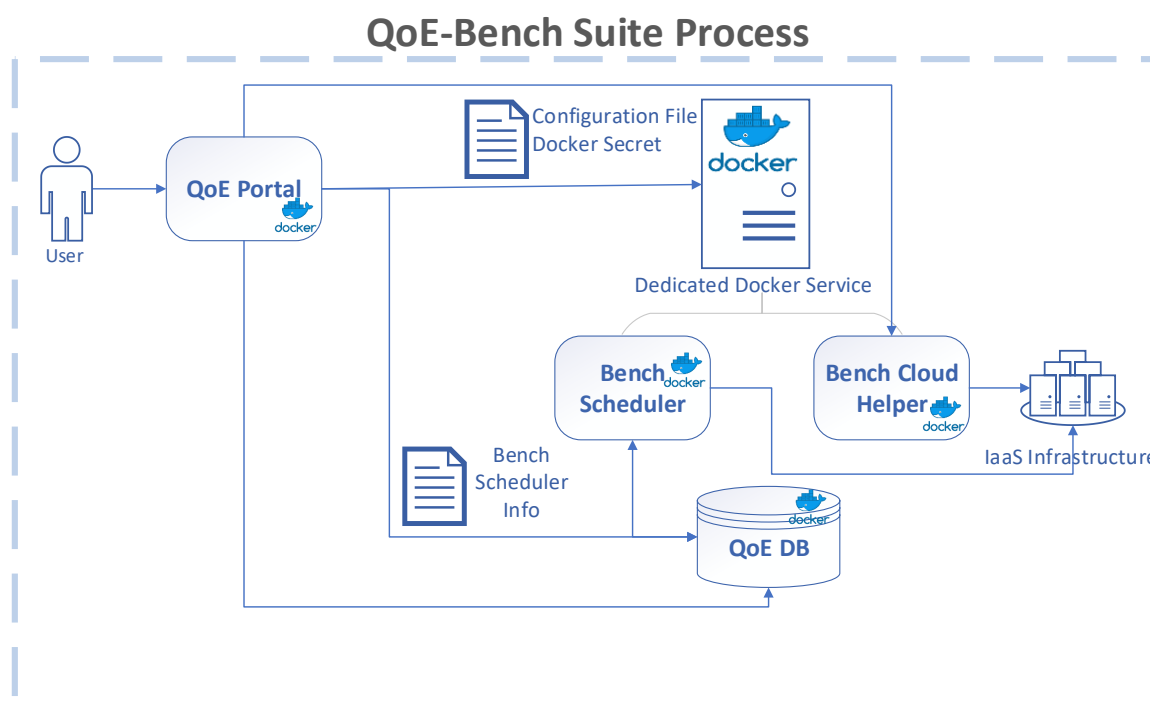 QoE-Bench Suite Process
Configuration File
Docker Secret
docker
QoE Portal
docker
User
Dedicated Docker Service
Bench
docker
Scheduler
Bench Cloud
Helper
docker
IaaS Infrastructure
Bench
Scheduler
Info
docker
QoE DB